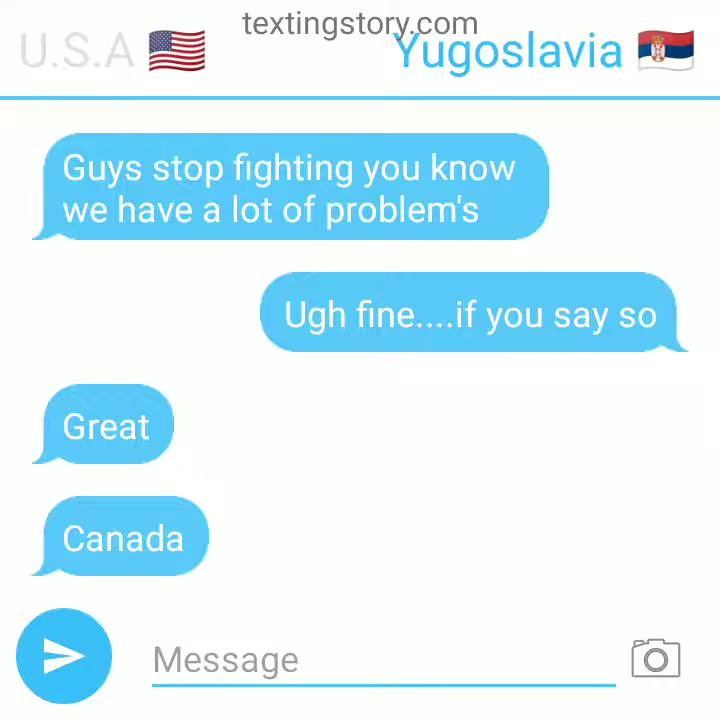 textingstory.com
U.S.A 🇺🇸
Yugoslavia 🇷🇸
Guys stop fighting you know
we have a lot of problem's
Ugh fine....if you say so
Great
Canada
Message